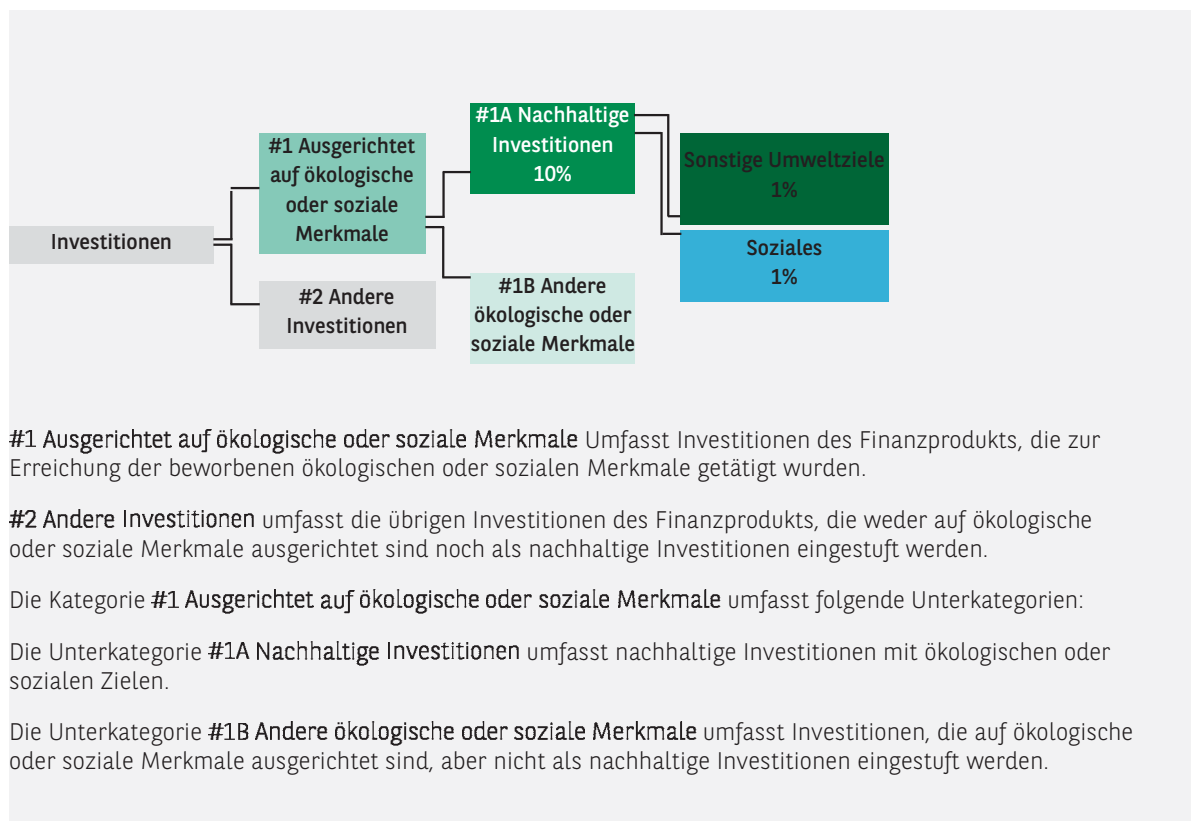 Investitionen
#1 Ausgerichtet
auf ökologische
oder soziale
Merkmale
#2 Andere
Investitionen
#1A Nachhaltige
Investitionen
10%
#1B Andere
ökologische oder
soziale Merkmale
Sonstige Umweltziele
1%
Soziales
1%
#1 Ausgerichtet auf ökologische oder soziale Merkmale Umfasst Investitionen des Finanzprodukts, die zur
Erreichung der beworbenen ökologischen oder sozialen Merkmale getätigt wurden.
#2 Andere Investitionen umfasst die übrigen Investitionen des Finanzprodukts, die weder auf ökologische
oder soziale Merkmale ausgerichtet sind noch als nachhaltige Investitionen eingestuft werden.
Die Kategorie #1 Ausgerichtet auf ökologische oder soziale Merkmale umfasst folgende Unterkategorien:
Die Unterkategorie #1A Nachhaltige Investitionen umfasst nachhaltige Investitionen mit ökologischen oder
sozialen Zielen.
Die Unterkategorie #1B Andere ökologische oder soziale Merkmale umfasst Investitionen, die auf ökologische
oder soziale Merkmale ausgerichtet sind, aber nicht als nachhaltige Investitionen eingestuft werden.